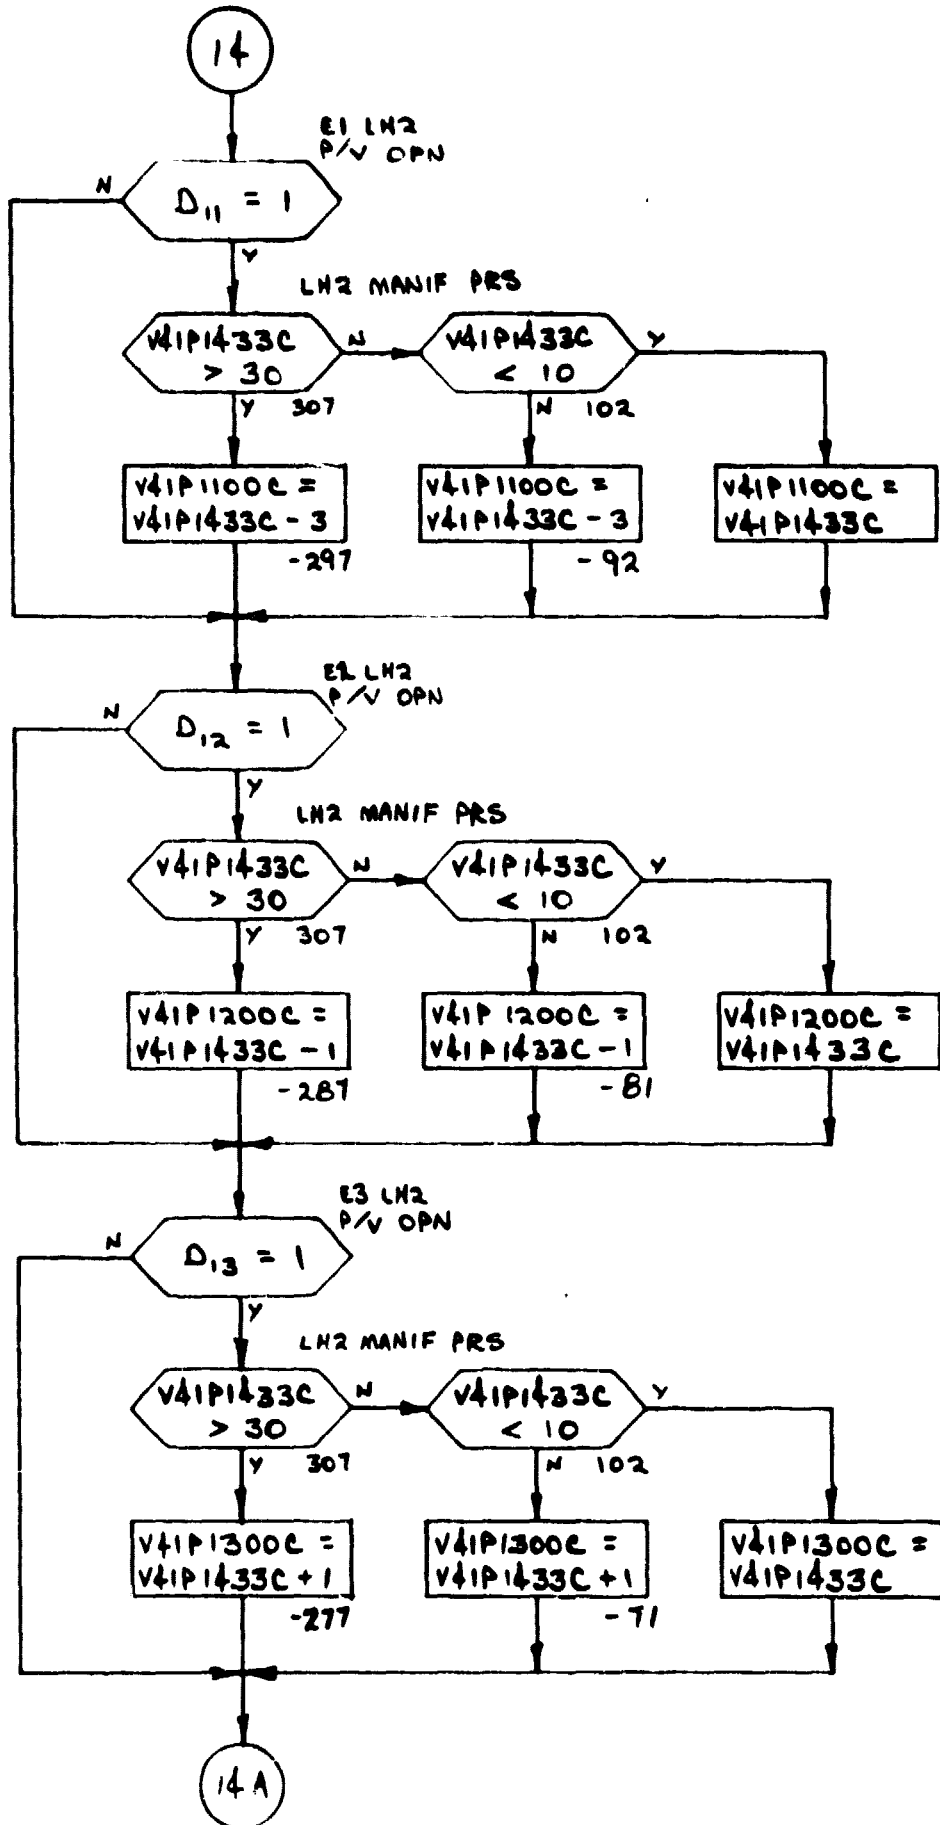 14
E1 LH2
P/V OPN
N
D11 = 1
Y
LH2 MANIF PRS
V41P1433C
> 30
N
V41P1433C
< 10
Y
Y 307
N 102
V41P1100C =
V41P1433C - 3
-297
V41P1100C =
V41P1433C - 3
-92
V41P1100C =
V41P1433C
E2 LH2
P/V OPN
N
D12 = 1
Y
LH2 MANIF PRS
V41P1433C
> 30
N
V41P1433C
< 10
Y
Y 307
N 102
V41P1200C =
V41P1433C - 1
-287
V41P1200C =
V41P1433C - 1
-81
V41P1200C =
V41P1433C
E3 LH2
P/V OPN
N
D13 = 1
Y
LH2 MANIF PRS
V41P1433C
> 30
N
V41P1433C
< 10
Y
Y 307
N 102
V41P1300C =
V41P1433C + 1
-277
V41P1300C =
V41P1433C + 1
-71
V41P1300C =
V41P1433C
14A